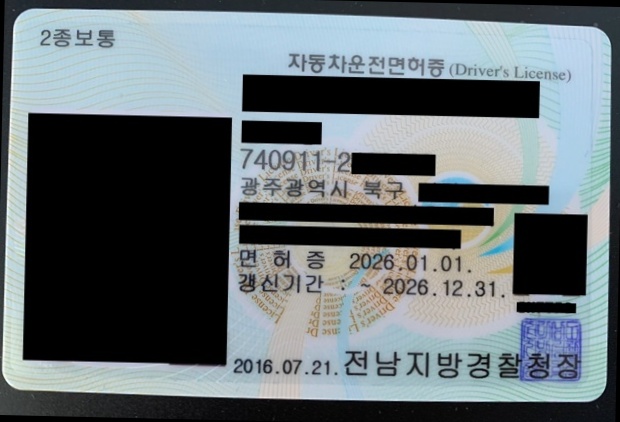 2종보통
자동차운전면허증 (Driver's License)
740911-2
광주광역시 북구
면 허 증 2026.01.01.
갱신기간 : ~ 2026.12.31.
2016.07.21. 전남지방경찰청장